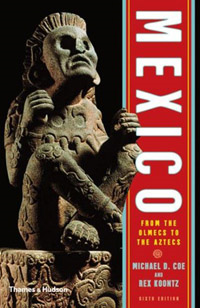 MEXICO
FROM THE
OLMECS TO
THE AZTECS
MICHAEL D. COE
AND
REX KOONTZ
SIXTH EDITION
Thames & Hudson